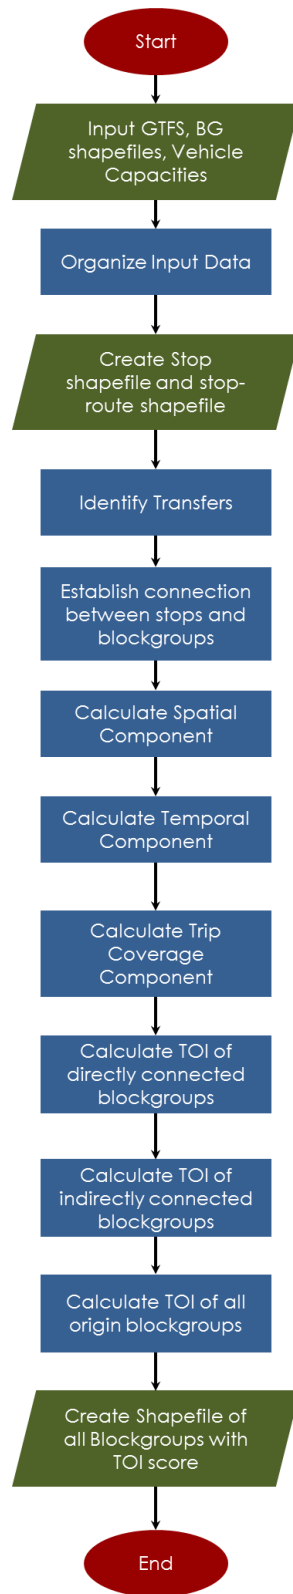 Start
Input GTFS, BG
shapefiles, Vehicle
Capacities
Organize Input Data
Create Stop
shapefile and stop-
route shapefile
Identify Transfers
Establish connection
between stops and
blockgroups
Calculate Spatial
Component
Calculate Temporal
Component
Calculate Trip
Coverage
Component
Calculate TOI of
directly connected
blockgroups
Calculate TOI of
indirectly connected
blockgroups
Calculate TOI of all
origin blockgroups
Create Shapefile of
all Blockgroups with
TOI score
End